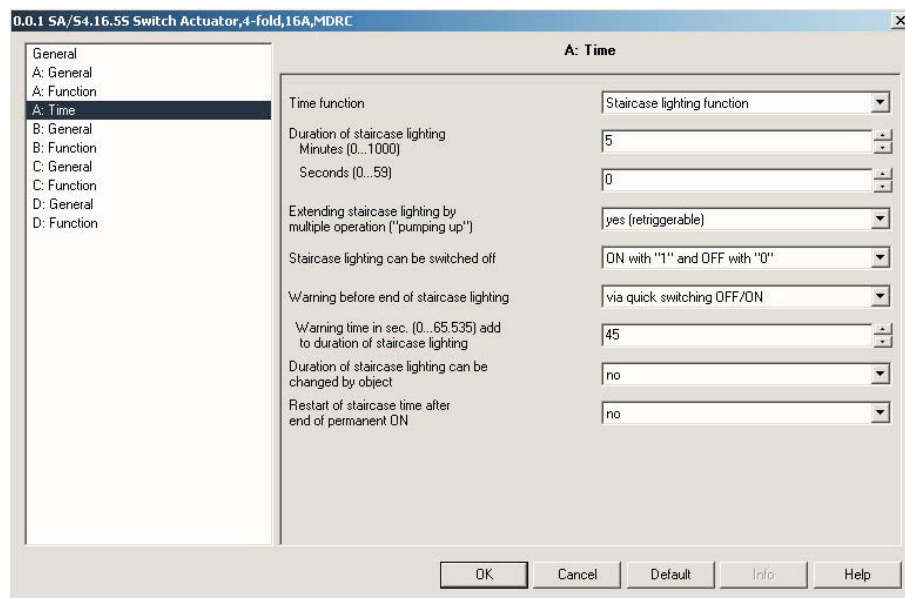 0.0.1 SA/S4.16.5S Switch Actuator,4-fold,16A,MDRC
General
A: General
A: Function
A: Time
B: General
B: Function
C: General
C: Function
D: General
D: Function
A: Time
Time function
Staircase lighting function
Duration of staircase lighting
Minutes (0...1000)
5
Seconds (0...59)
0
Extending staircase lighting by
multiple operation ("pumping up")
yes (retriggerable)
Staircase lighting can be switched off
ON with "1" and OFF with "0"
Warning before end of staircase lighting
via quick switching OFF/ON
Warning time in sec. (0...65.535) add
to duration of staircase lighting
45
Duration of staircase lighting can be
changed by object
no
Restart of staircase time after
end of permanent ON
no
OK
Cancel
Default
Info
Help